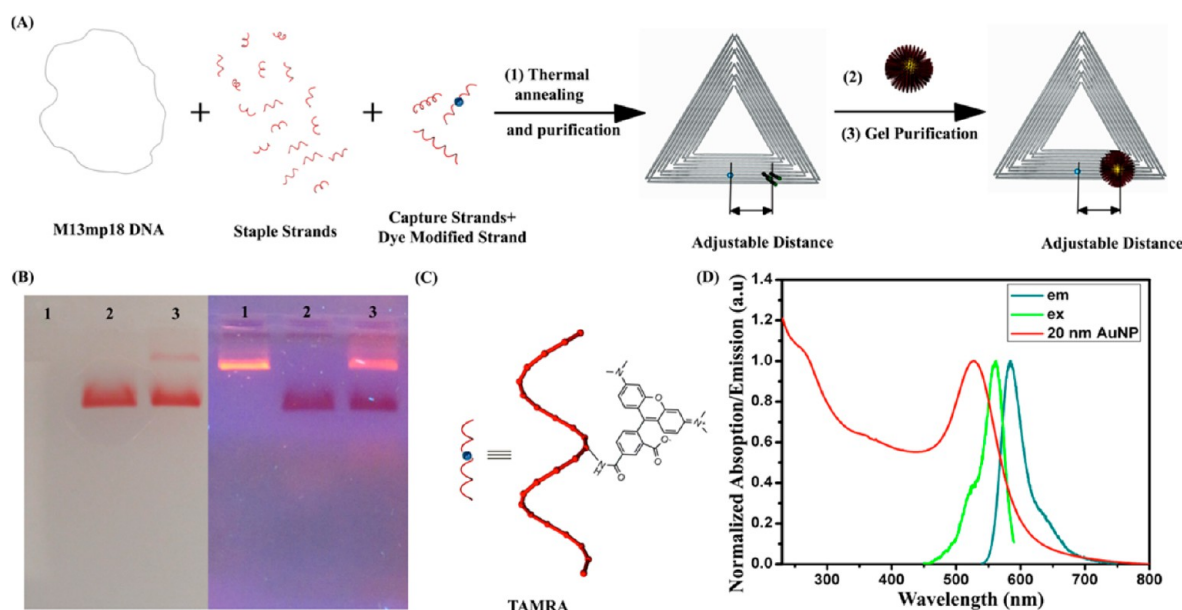 (A)
(1) Thermal
annealing
and purification
(2)
(3) Gel Purification
M13mp18 DNA
Staple Strands
Capture Strands+
Dye Modified Strand
Adjustable Distance
Adjustable Distance
(B)
1 2 3
1 2 3
(C)
N
O
N+
O
O
N
H
O
TAMRA
(D)
Normalized Absoption/Emission (a.u)
1.4
1.2
1.0
0.8
0.6
0.4
0.2
0.0
em
ex
20 nm AuNP
300 400 500 600 700 800
Wavelength (nm)